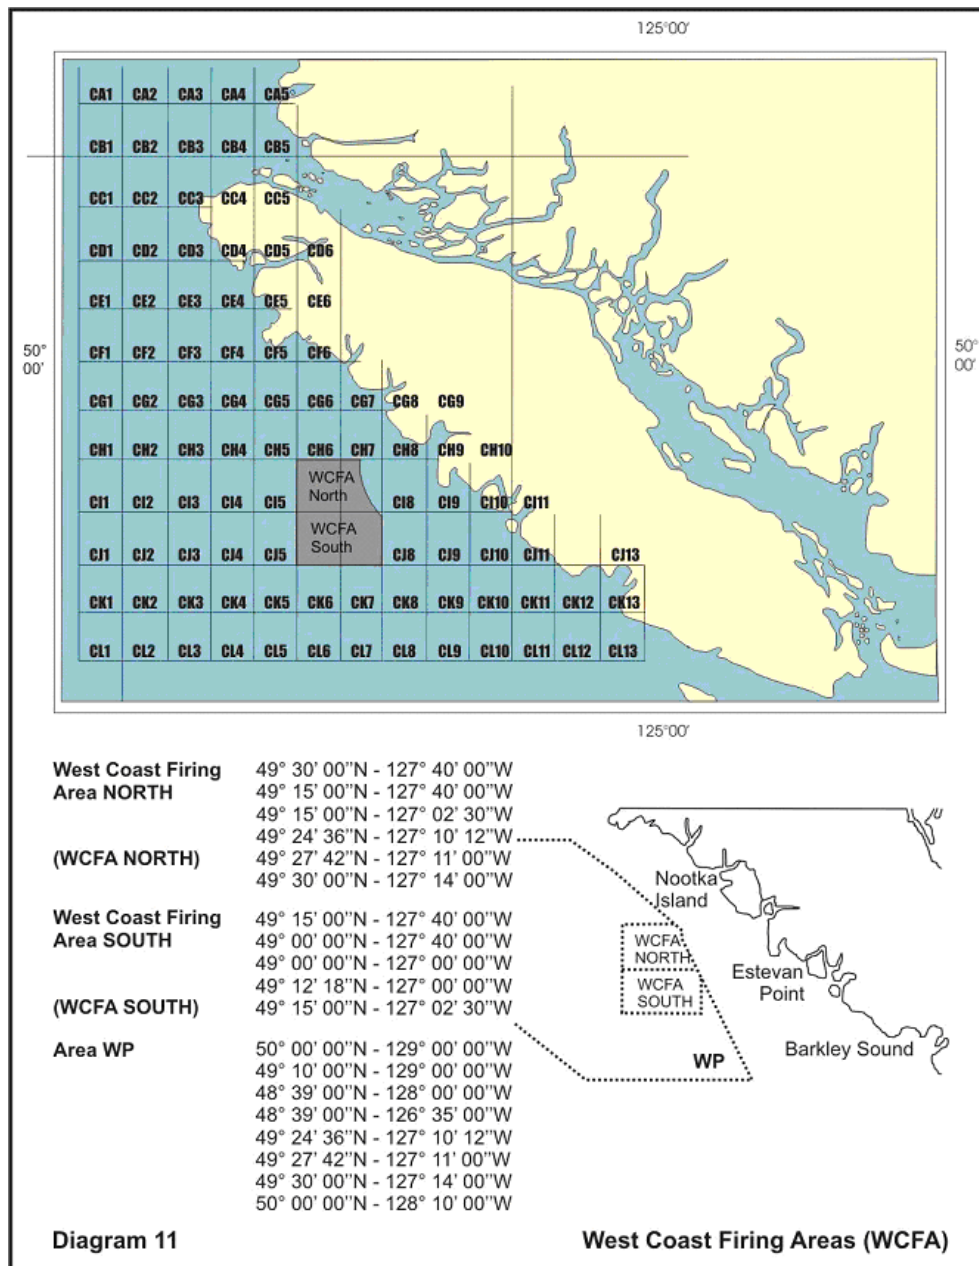 125°00'
CA1 CA2 CA3 CA4 CA5
CB1 CB2 CB3 CB4 CB5
CC1 CC2 CC3 CC4 CC5
CD1 CD2 CD3 CD4 CD5 CD6
CE1 CE2 CE3 CE4 CE5 CE6
50°
00'
50°
00'
CF1 CF2 CF3 CF4 CF5 CF6
CG1 CG2 CG3 CG4 CG5 CG6 CG7 CG8 CG9
CH1 CH2 CH3 CH4 CH5 CH6 CH7 CH8 CH9 CH10
WCFA
North
CI1 CI2 CI3 CI4 CI5 CI8 CI9 CI10 CI11
WCFA
South
CJ1 CJ2 CJ3 CJ4 CJ5 CJ8 CJ9 CJ10 CJ11 CJ13
CK1 CK2 CK3 CK4 CK5 CK6 CK7 CK8 CK9 CK10 CK11 CK12 CK13
CL1 CL2 CL3 CL4 CL5 CL6 CL7 CL8 CL9 CL10 CL11 CL12 CL13
125°00'
West Coast Firing 49° 30' 00"N - 127° 40' 00"W
Area NORTH 49° 15' 00"N - 127° 40' 00"W
49° 15' 00"N - 127° 02' 30"W
49° 24' 36"N - 127° 10' 12"W
(WCFA NORTH) 49° 27' 42"N - 127° 11' 00"W
49° 30' 00"N - 127° 14' 00"W
West Coast Firing 49° 15' 00"N - 127° 40' 00"W
Area SOUTH 49° 00' 00"N - 127° 40' 00"W
49° 00' 00"N - 127° 00' 00"W
49° 12' 18"N - 127° 00' 00"W
(WCFA SOUTH) 49° 15' 00"N - 127° 02' 30"W
Area WP 50° 00' 00"N - 129° 00' 00"W
49° 10' 00"N - 129° 00' 00"W
48° 39' 00"N - 128° 00' 00"W
48° 39' 00"N - 126° 35' 00"W
49° 24' 36"N - 127° 10' 12"W
49° 27' 42"N - 127° 11' 00"W
49° 30' 00"N - 127° 14' 00"W
50° 00' 00"N - 128° 10' 00"W
Nootka
Island
WCFA
NORTH
WCFA
SOUTH
Estevan
Point
Barkley Sound
WP
Diagram 11
West Coast Firing Areas (WCFA)